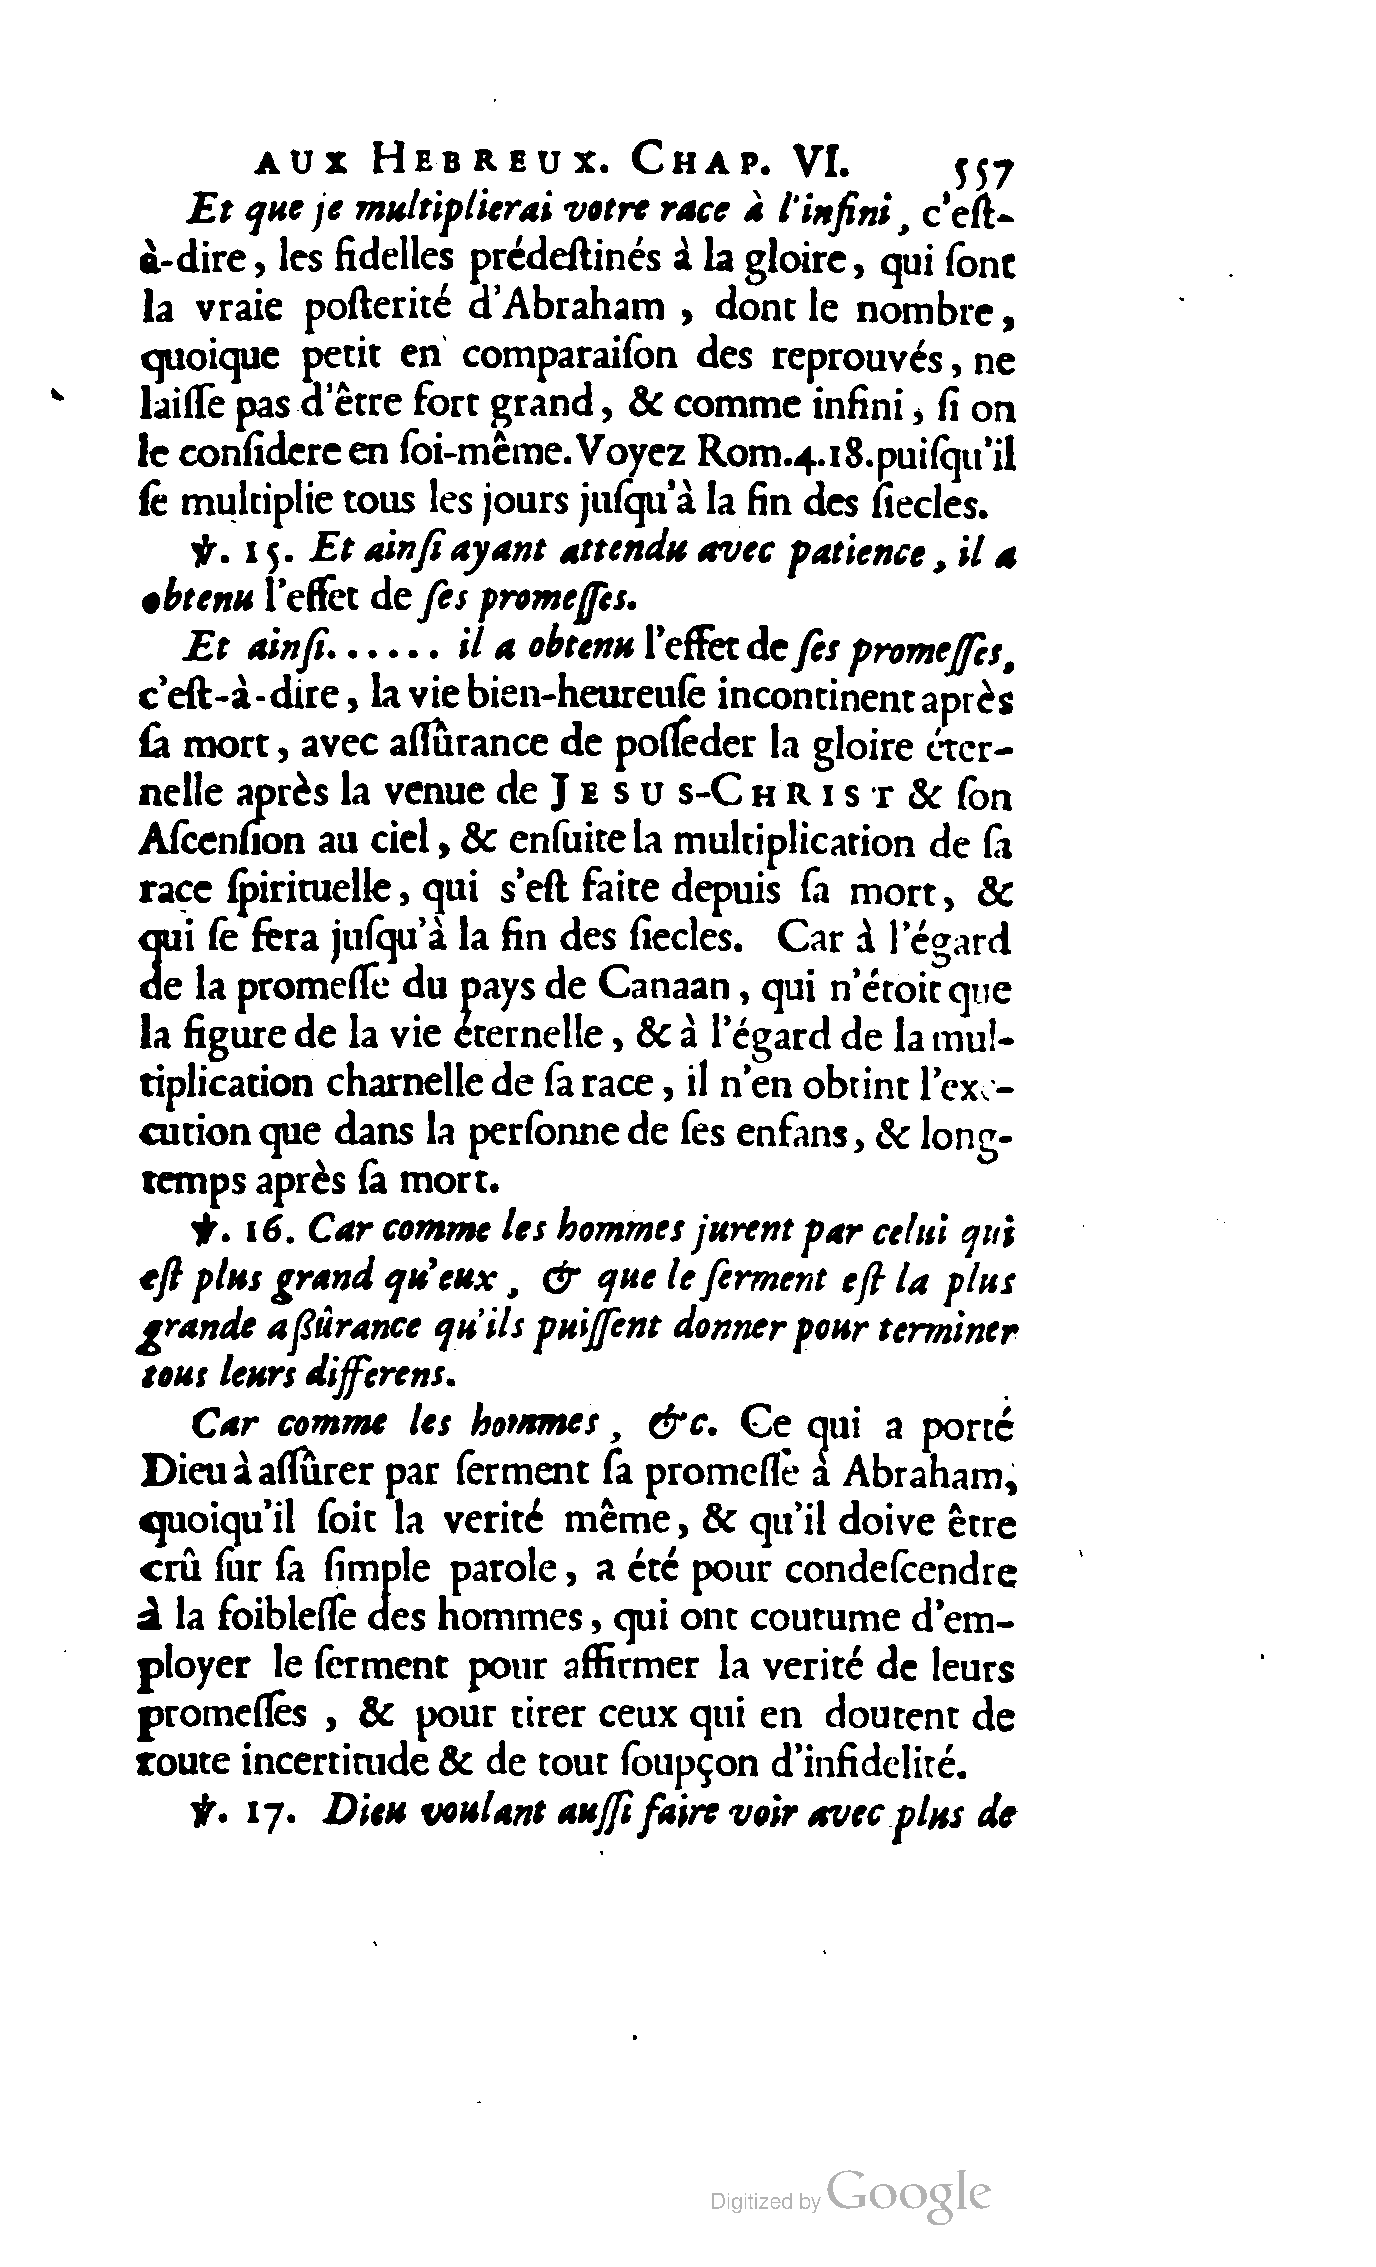 AUX HEBREUX. CHAP. VI. 557
Et que je multiplierai votre race à l'infini, c'eſt-
à-dire, les fidelles prédeſtinés à la gloire, qui ſont
la vraie poſterité d'Abraham, dont le nombre,
quoique petit en comparaiſon des reprouvés, ne
laiſſe pas d'être fort grand, & comme infini, ſi on
le conſidere en ſoi-même. Voyez Rom. 4. 18. puiſqu'il
ſe multiplie tous les jours juſqu'à la fin des ſiecles.
℣. 15. Et ainſi ayant attendu avec patience, il a
obtenu l'effet de ſes promeſſes.
Et ainſi...... il a obtenu l'effet de ſes promeſſes,
c'eſt-à-dire, la vie bien-heureuſe incontinent après
ſa mort, avec aſſûrance de poſſeder la gloire éter-
nelle après la venue de JESUS-CHRIST & ſon
Aſcenſion au ciel, & enſuite la multiplication de ſa
race ſpirituelle, qui s'eſt faite depuis ſa mort, &
qui ſe fera juſqu'à la fin des ſiecles. Car à l'égard
de la promeſſe du pays de Canaan, qui n'étoit que
la figure de la vie éternelle, & à l'égard de la mul-
tiplication charnelle de ſa race, il n'en obtint l'exe-
cution que dans la perſonne de ſes enfans, & long-
temps après ſa mort.
℣. 16. Car comme les hommes jurent par celui qui
eſt plus grand qu'eux, & que le ſerment eſt la plus
grande aßûrance qu'ils puiſſent donner pour terminer
tous leurs differens.
Car comme les hommes, &c. Ce qui a porté
Dieu à aſſûrer par ſerment ſa promeſſe à Abraham,
quoiqu'il ſoit la verité même, & qu'il doive être
crû ſur ſa ſimple parole, a été pour condeſcendre
à la foibleſſe des hommes, qui ont coutume d'em-
ployer le ſerment pour affirmer la verité de leurs
promeſſes, & pour tirer ceux qui en doutent de
toute incertitude & de tout ſoupçon d'infidelité.
℣. 17. Dieu voulant auſſi faire voir avec plus de
Digitized by Google